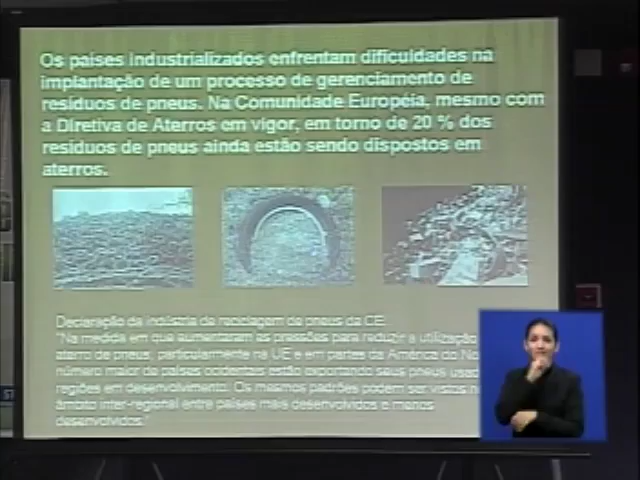 Os países industrializados enfrentam dificuldades na
implantação de um processo de gerenciamento de
resíduos de pneus. Na Comunidade Européia, mesmo com
a Diretiva de Aterros em vigor, em torno de 20 % dos
resíduos de pneus ainda estão sendo dispostos em
aterros.
Declaração da indústria de reciclagem de pneus da CE:
"Na medida em que aumentaram as pressões para reduzir a utilização
aterro de pneus, particularmente na UE e em partes da América do No
número maior de países ocidentais estão exportando seus pneus usad
regiões em desenvolvimento. Os mesmos padrões podem ser vistos n
âmbito inter-regional entre países mais desenvolvidos e menos
desenvolvidos"
ST